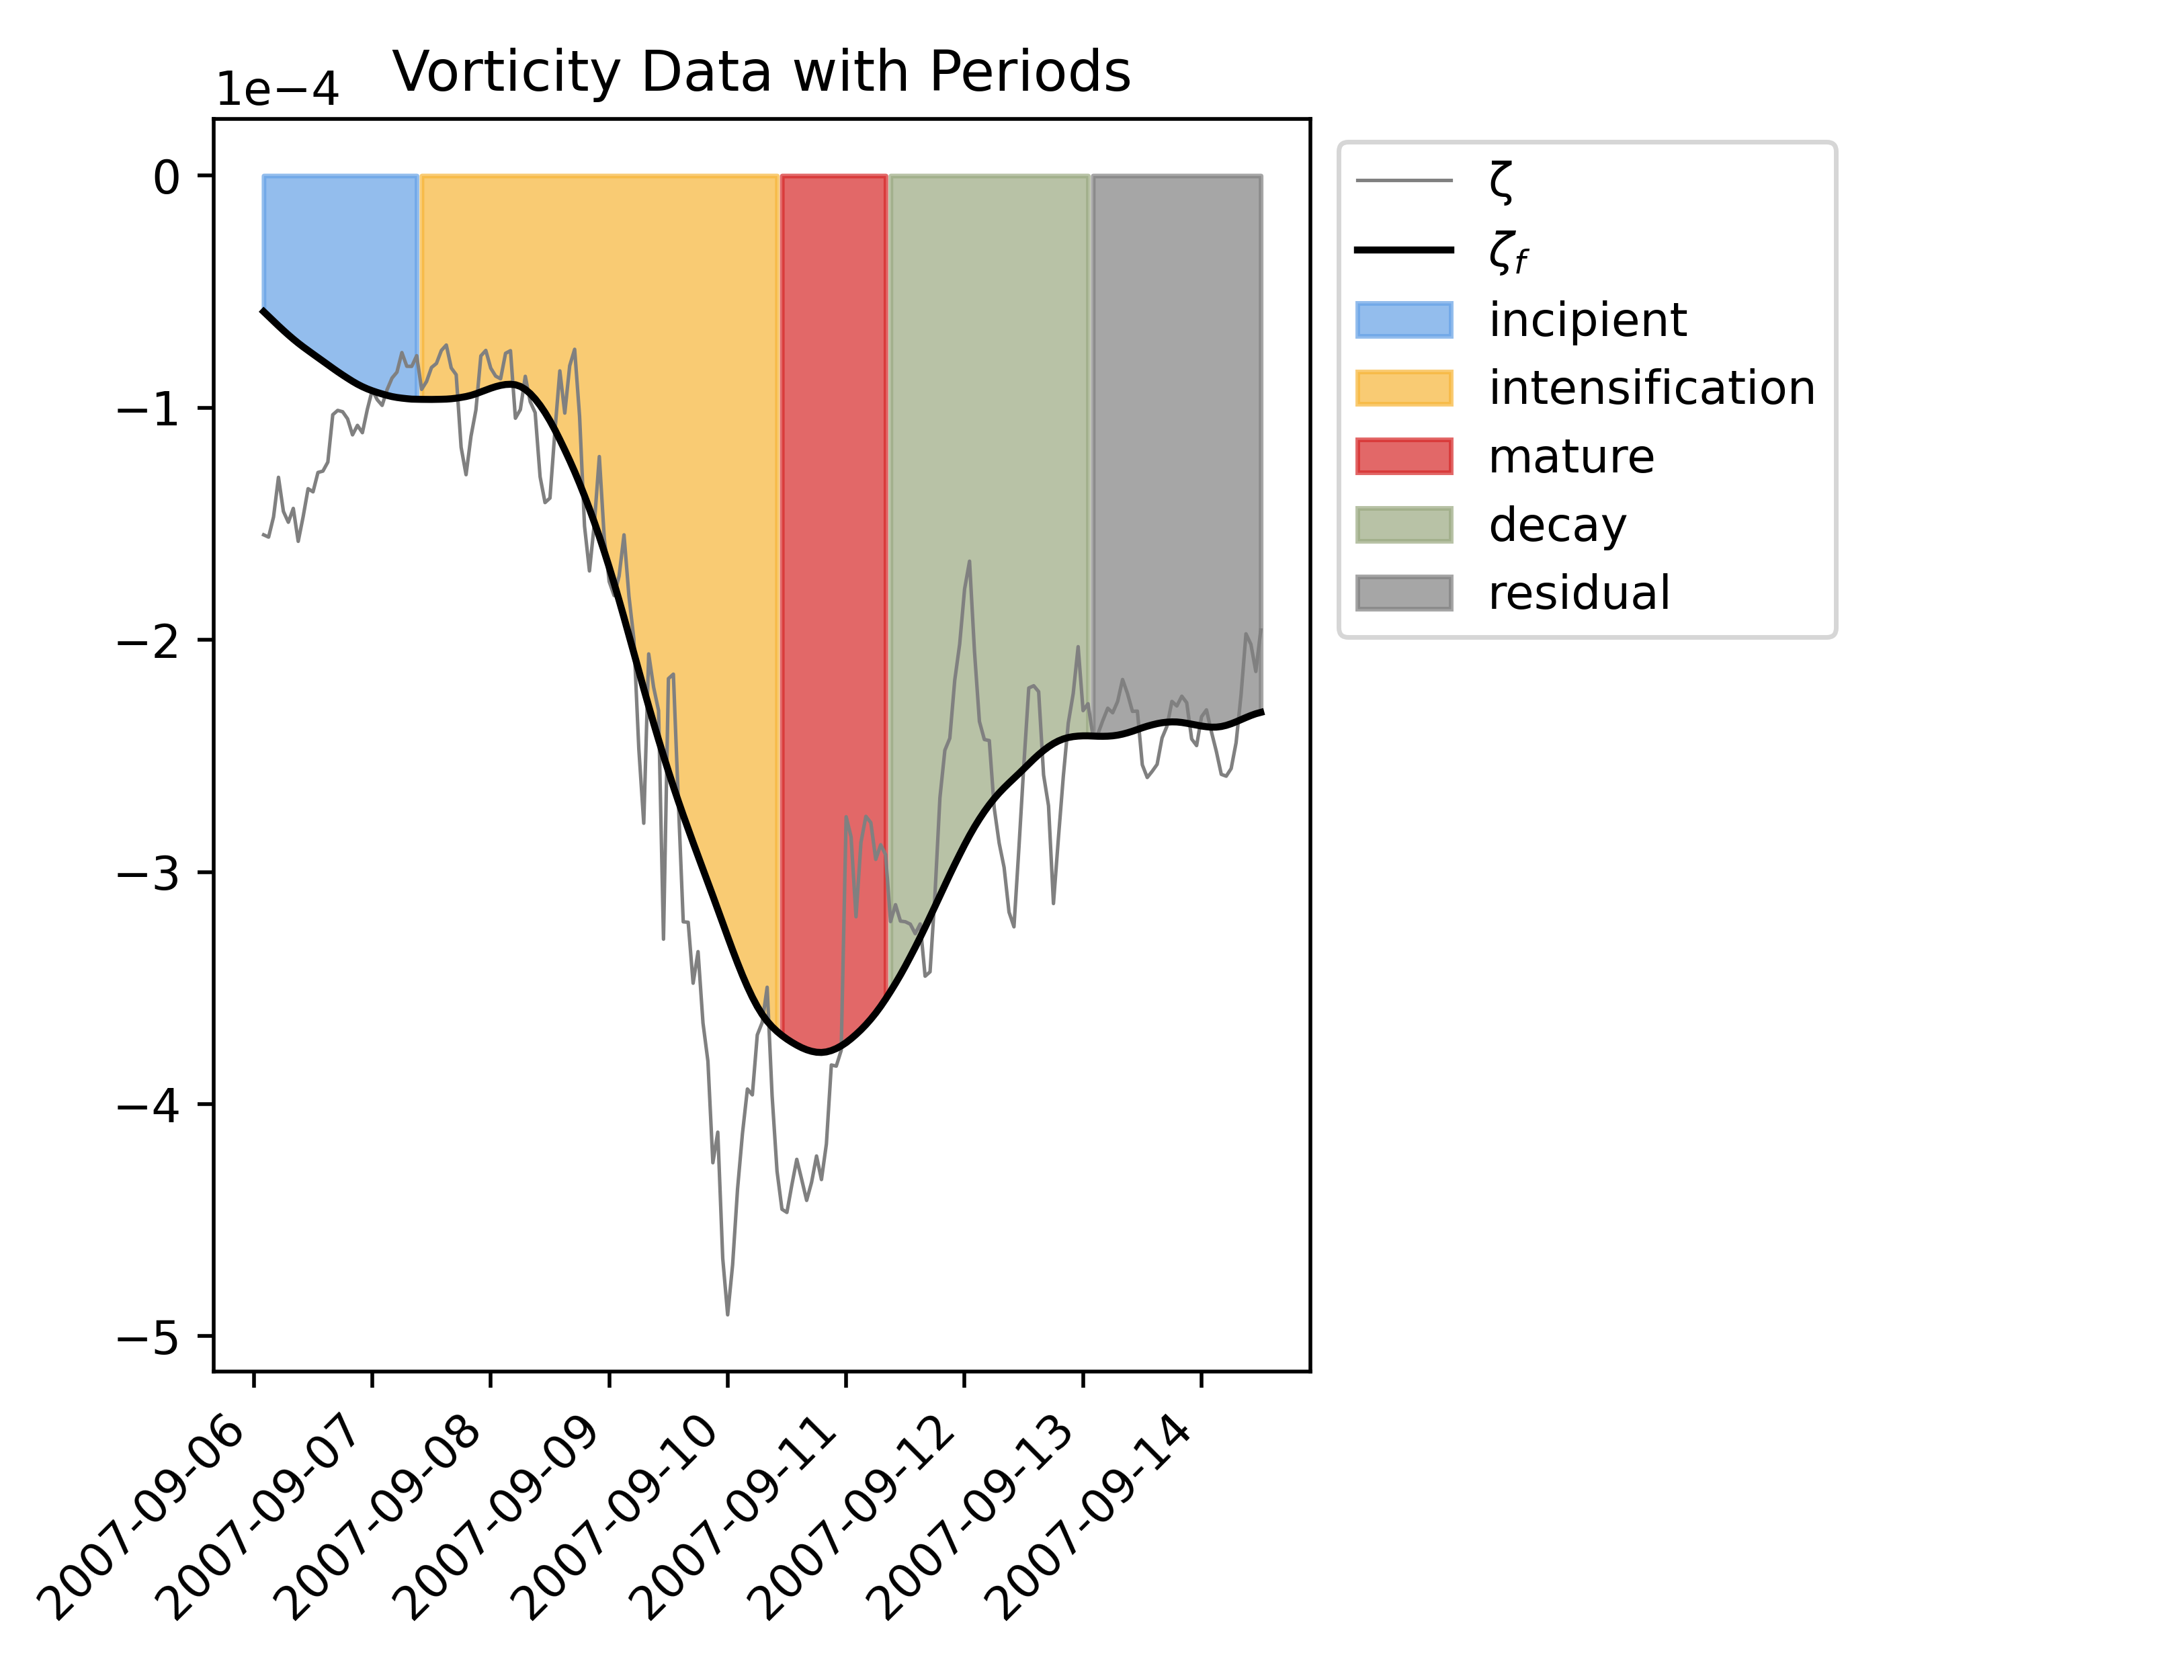 Vorticity Data with Periods
1e−4
0
−1
−2
−3
−4
−5
2007-09-06
2007-09-07
2007-09-08
2007-09-09
2007-09-10
2007-09-11
2007-09-12
2007-09-13
2007-09-14
ζ
ζf
incipient
intensification
mature
decay
residual